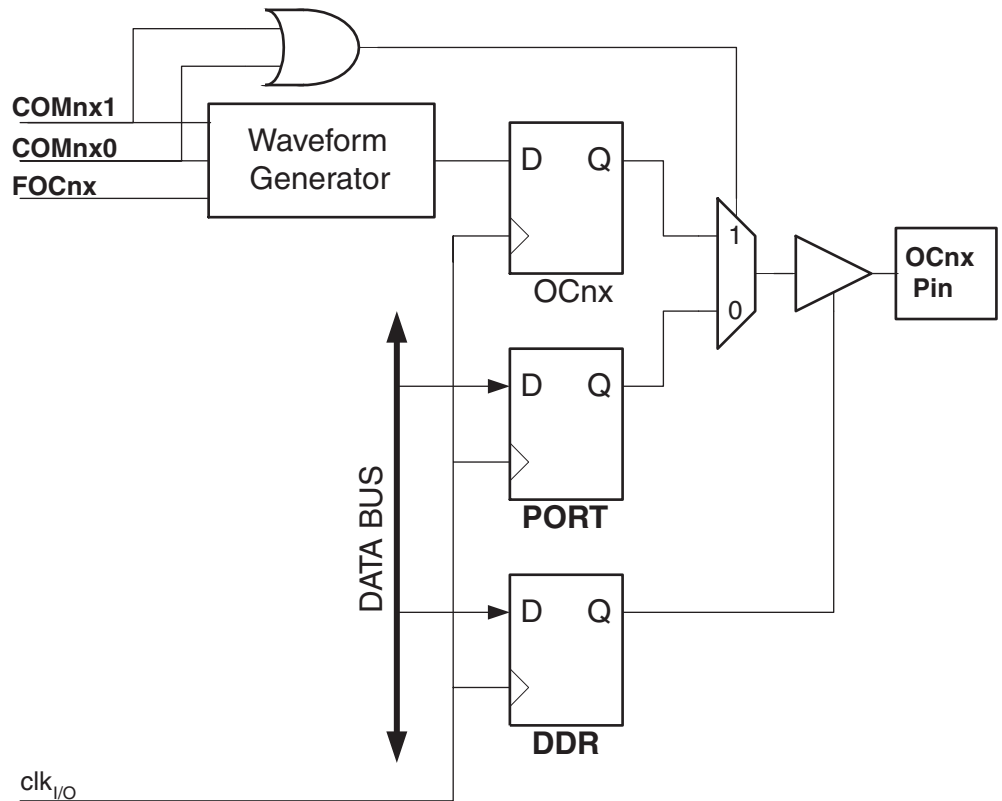 COMnx1
COMnx0
FOCnx
Waveform
Generator
D Q
OCnx
1
0
OCnx
Pin
D Q
PORT
DATA BUS
D Q
DDR
clkI/O